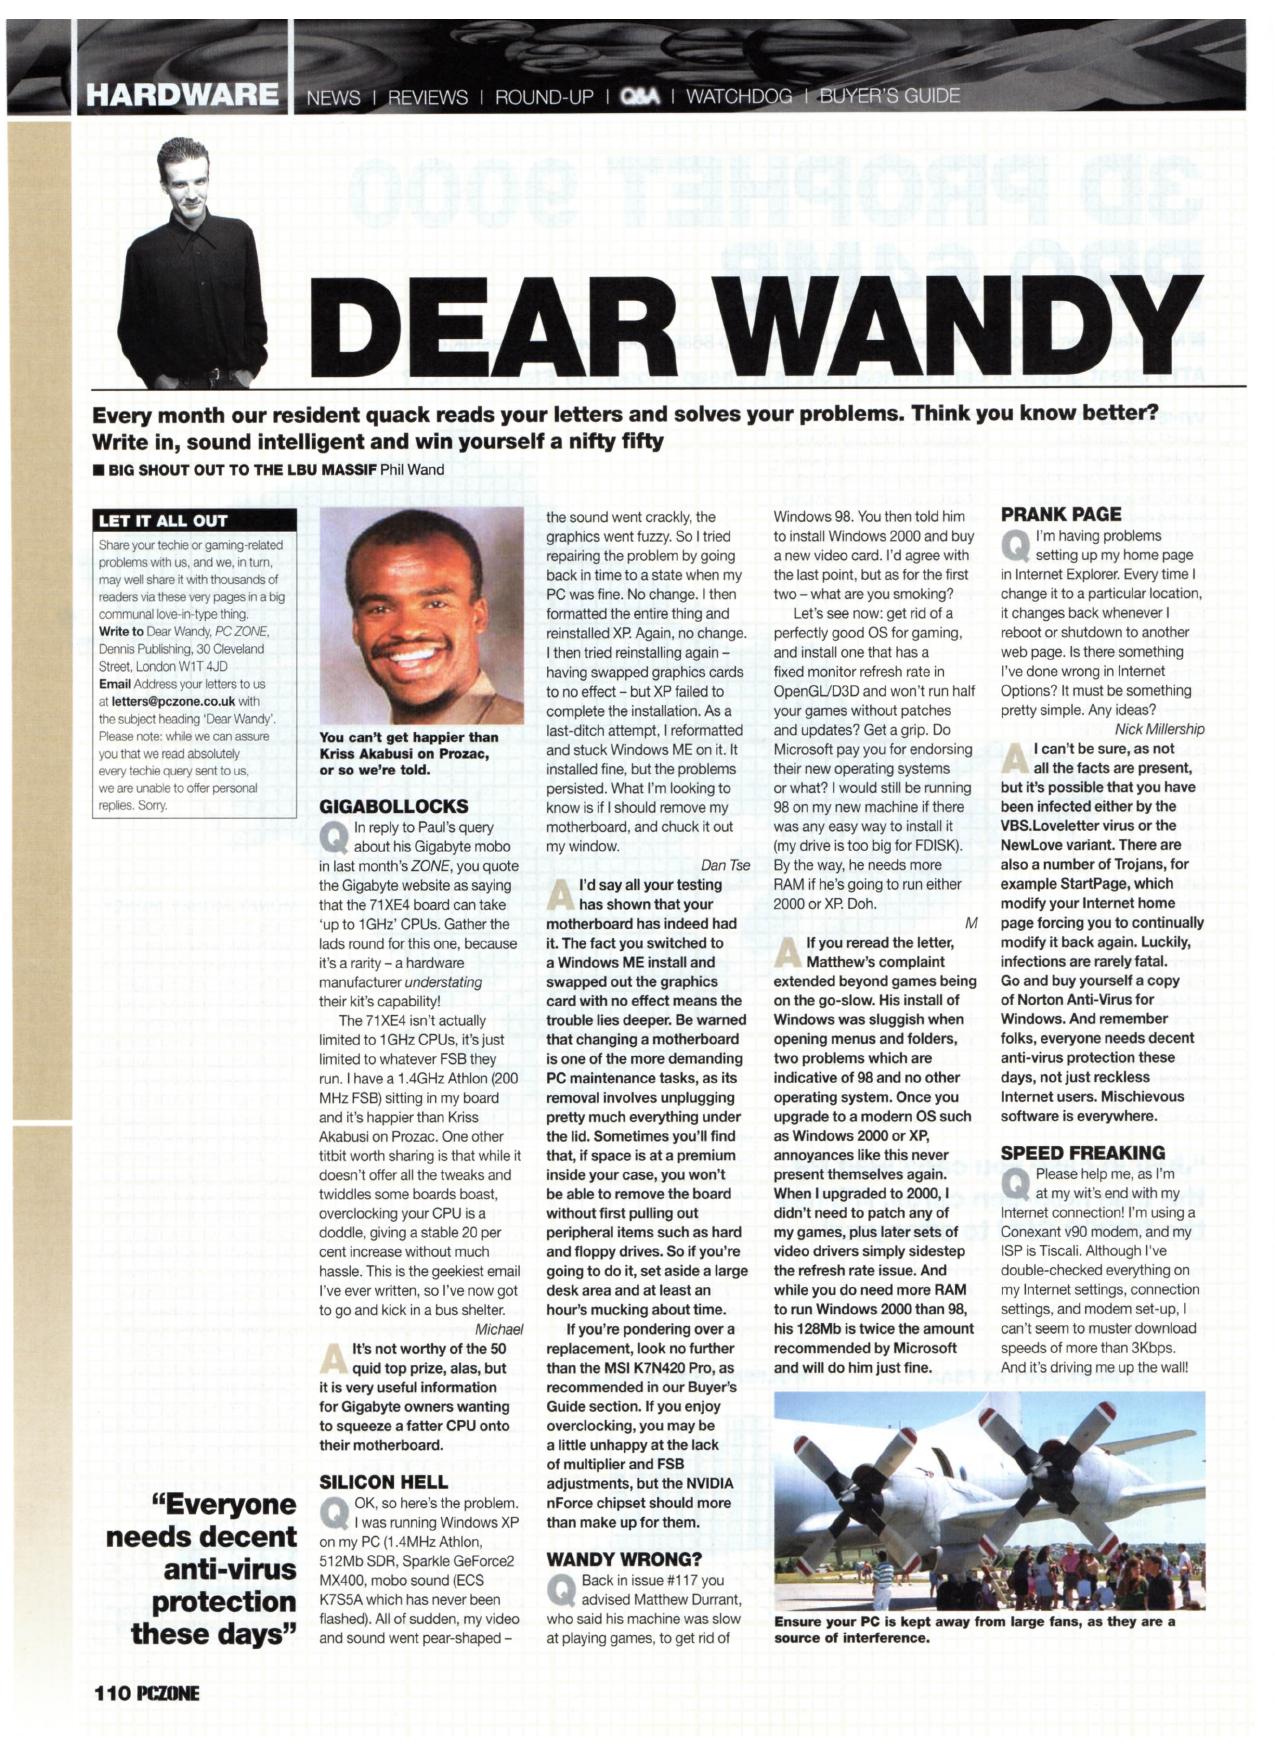 HARDWARE
NEWS | REVIEWS | ROUND-UP | Q&A | WATCHDOG | BUYER'S GUIDE
DEAR WANDY
Every month our resident quack reads your letters and solves your problems. Think you know better?
Write in, sound intelligent and win yourself a nifty fifty
■ BIG SHOUT OUT TO THE LBU MASSIF Phil Wand
LET IT ALL OUT
Share your techie or gaming-related
problems with us, and we, in turn,
may well share it with thousands of
readers via these very pages in a big
communal love-in-type thing.
Write to Dear Wandy, PC ZONE,
Dennis Publishing, 30 Cleveland
Street, London W1T 4JD
Email Address your letters to us
at letters@pczone.co.uk with
the subject heading 'Dear Wandy'.
Please note: while we can assure
you that we read absolutely
every techie query sent to us,
we are unable to offer personal
replies. Sorry.
"Everyone
needs decent
anti-virus
protection
these days"
You can't get happier than
Kriss Akabusi on Prozac,
or so we're told.
GIGABOLLOCKS
Q In reply to Paul's query
about his Gigabyte mobo
in last month's ZONE, you quote
the Gigabyte website as saying
that the 71XE4 board can take
'up to 1GHz' CPUs. Gather the
lads round for this one, because
it's a rarity – a hardware
manufacturer understating
their kit's capability!
The 71XE4 isn't actually
limited to 1GHz CPUs, it's just
limited to whatever FSB they
run. I have a 1.4GHz Athlon (200
MHz FSB) sitting in my board
and it's happier than Kriss
Akabusi on Prozac. One other
titbit worth sharing is that while it
doesn't offer all the tweaks and
twiddles some boards boast,
overclocking your CPU is a
doddle, giving a stable 20 per
cent increase without much
hassle. This is the geekiest email
I've ever written, so I've now got
to go and kick in a bus shelter.
Michael
A It's not worthy of the 50
quid top prize, alas, but
it is very useful information
for Gigabyte owners wanting
to squeeze a fatter CPU onto
their motherboard.
SILICON HELL
Q OK, so here's the problem.
I was running Windows XP
on my PC (1.4MHz Athlon,
512Mb SDR, Sparkle GeForce2
MX400, mobo sound (ECS
K7S5A which has never been
flashed). All of sudden, my video
and sound went pear-shaped –
the sound went crackly, the
graphics went fuzzy. So I tried
repairing the problem by going
back in time to a state when my
PC was fine. No change. I then
formatted the entire thing and
reinstalled XP. Again, no change.
I then tried reinstalling again –
having swapped graphics cards
to no effect – but XP failed to
complete the installation. As a
last-ditch attempt, I reformatted
and stuck Windows ME on it. It
installed fine, but the problems
persisted. What I'm looking to
know is if I should remove my
motherboard, and chuck it out
my window.
Dan Tse
A I'd say all your testing
has shown that your
motherboard has indeed had
it. The fact you switched to
a Windows ME install and
swapped out the graphics
card with no effect means the
trouble lies deeper. Be warned
that changing a motherboard
is one of the more demanding
PC maintenance tasks, as its
removal involves unplugging
pretty much everything under
the lid. Sometimes you'll find
that, if space is at a premium
inside your case, you won't
be able to remove the board
without first pulling out
peripheral items such as hard
and floppy drives. So if you're
going to do it, set aside a large
desk area and at least an
hour's mucking about time.
If you're pondering over a
replacement, look no further
than the MSI K7N420 Pro, as
recommended in our Buyer's
Guide section. If you enjoy
overclocking, you may be
a little unhappy at the lack
of multiplier and FSB
adjustments, but the NVIDIA
nForce chipset should more
than make up for them.
WANDY WRONG?
Q Back in issue #117 you
advised Matthew Durrant,
who said his machine was slow
at playing games, to get rid of
Windows 98. You then told him
to install Windows 2000 and buy
a new video card. I'd agree with
the last point, but as for the first
two – what are you smoking?
Let's see now: get rid of a
perfectly good OS for gaming,
and install one that has a
fixed monitor refresh rate in
OpenGL/D3D and won't run half
your games without patches
and updates? Get a grip. Do
Microsoft pay you for endorsing
their new operating systems
or what? I would still be running
98 on my new machine if there
was any easy way to install it
(my drive is too big for FDISK).
By the way, he needs more
RAM if he's going to run either
2000 or XP. Doh.
M
A If you reread the letter,
Matthew's complaint
extended beyond games being
on the go-slow. His install of
Windows was sluggish when
opening menus and folders,
two problems which are
indicative of 98 and no other
operating system. Once you
upgrade to a modern OS such
as Windows 2000 or XP,
annoyances like this never
present themselves again.
When I upgraded to 2000, I
didn't need to patch any of
my games, plus later sets of
video drivers simply sidestep
the refresh rate issue. And
while you do need more RAM
to run Windows 2000 than 98,
his 128Mb is twice the amount
recommended by Microsoft
and will do him just fine.
PRANK PAGE
Q I'm having problems
setting up my home page
in Internet Explorer. Every time I
change it to a particular location,
it changes back whenever I
reboot or shutdown to another
web page. Is there something
I've done wrong in Internet
Options? It must be something
pretty simple. Any ideas?
Nick Millership
A I can't be sure, as not
all the facts are present,
but it's possible that you have
been infected either by the
VBS.Loveletter virus or the
NewLove variant. There are
also a number of Trojans, for
example StartPage, which
modify your Internet home
page forcing you to continually
modify it back again. Luckily,
infections are rarely fatal.
Go and buy yourself a copy
of Norton Anti-Virus for
Windows. And remember
folks, everyone needs decent
anti-virus protection these
days, not just reckless
Internet users. Mischievous
software is everywhere.
SPEED FREAKING
Q Please help me, as I'm
at my wit's end with my
Internet connection! I'm using a
Conexant v90 modem, and my
ISP is Tiscali. Although I've
double-checked everything on
my Internet settings, connection
settings, and modem set-up, I
can't seem to muster download
speeds of more than 3Kbps.
And it's driving me up the wall!
Ensure your PC is kept away from large fans, as they are a
source of interference.
110 PCZONE